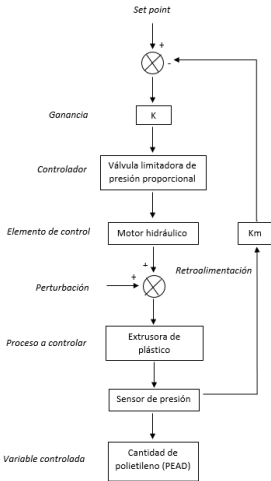 Set point
+
-
Ganancia
K
Controlador
Válvula limitadora de
presión proporcional
Elemento de control
Motor hidráulico
Km
+
Retroalimentación
Perturbación
+
Proceso a controlar
Extrusora de
plástico
Sensor de presión
Variable controlada
Cantidad de
polietileno (PEAD)